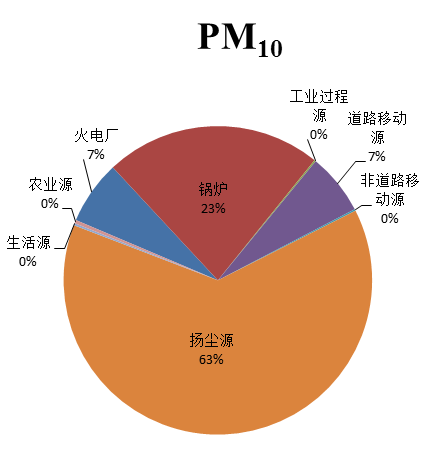 PM10
工业过程
源
0%
道路移动
源
7%
火电厂
7%
非道路移
动源
0%
锅炉
23%
农业源
0%
生活源
0%
扬尘源
63%